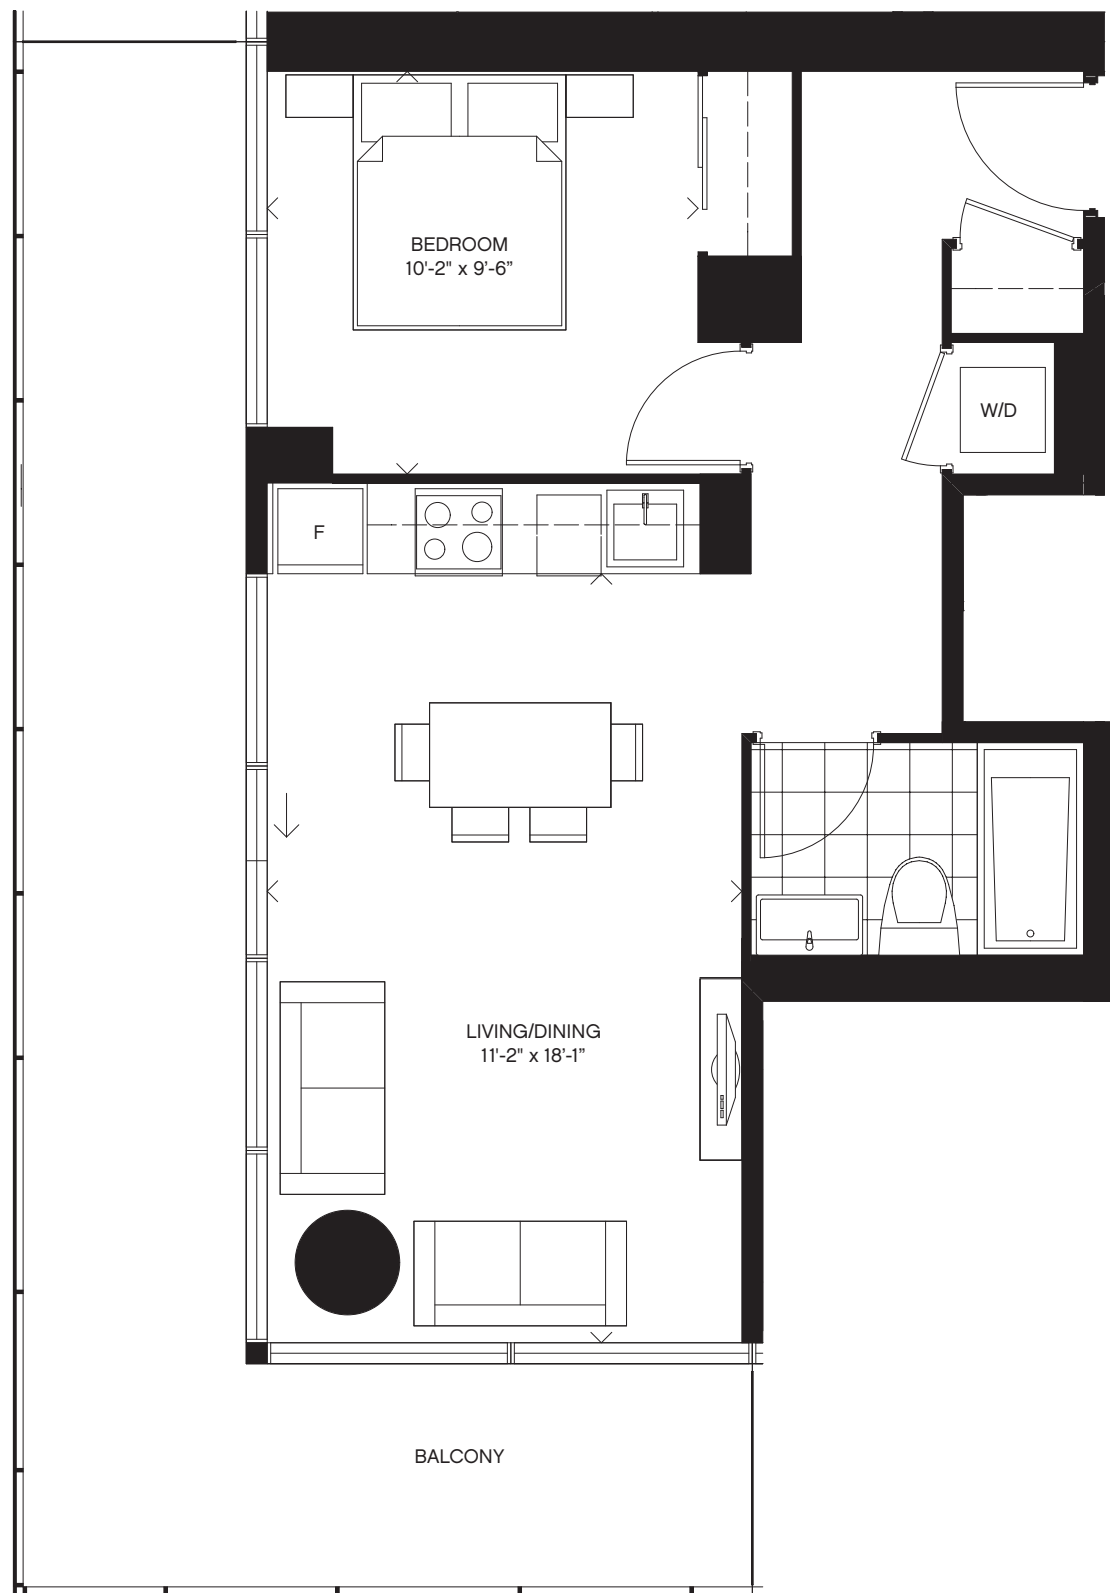 BEDROOM
10'-2" x 9'-6”
W/D
F
LIVING/DINING
11'-2" x 18'-1”
BALCONY